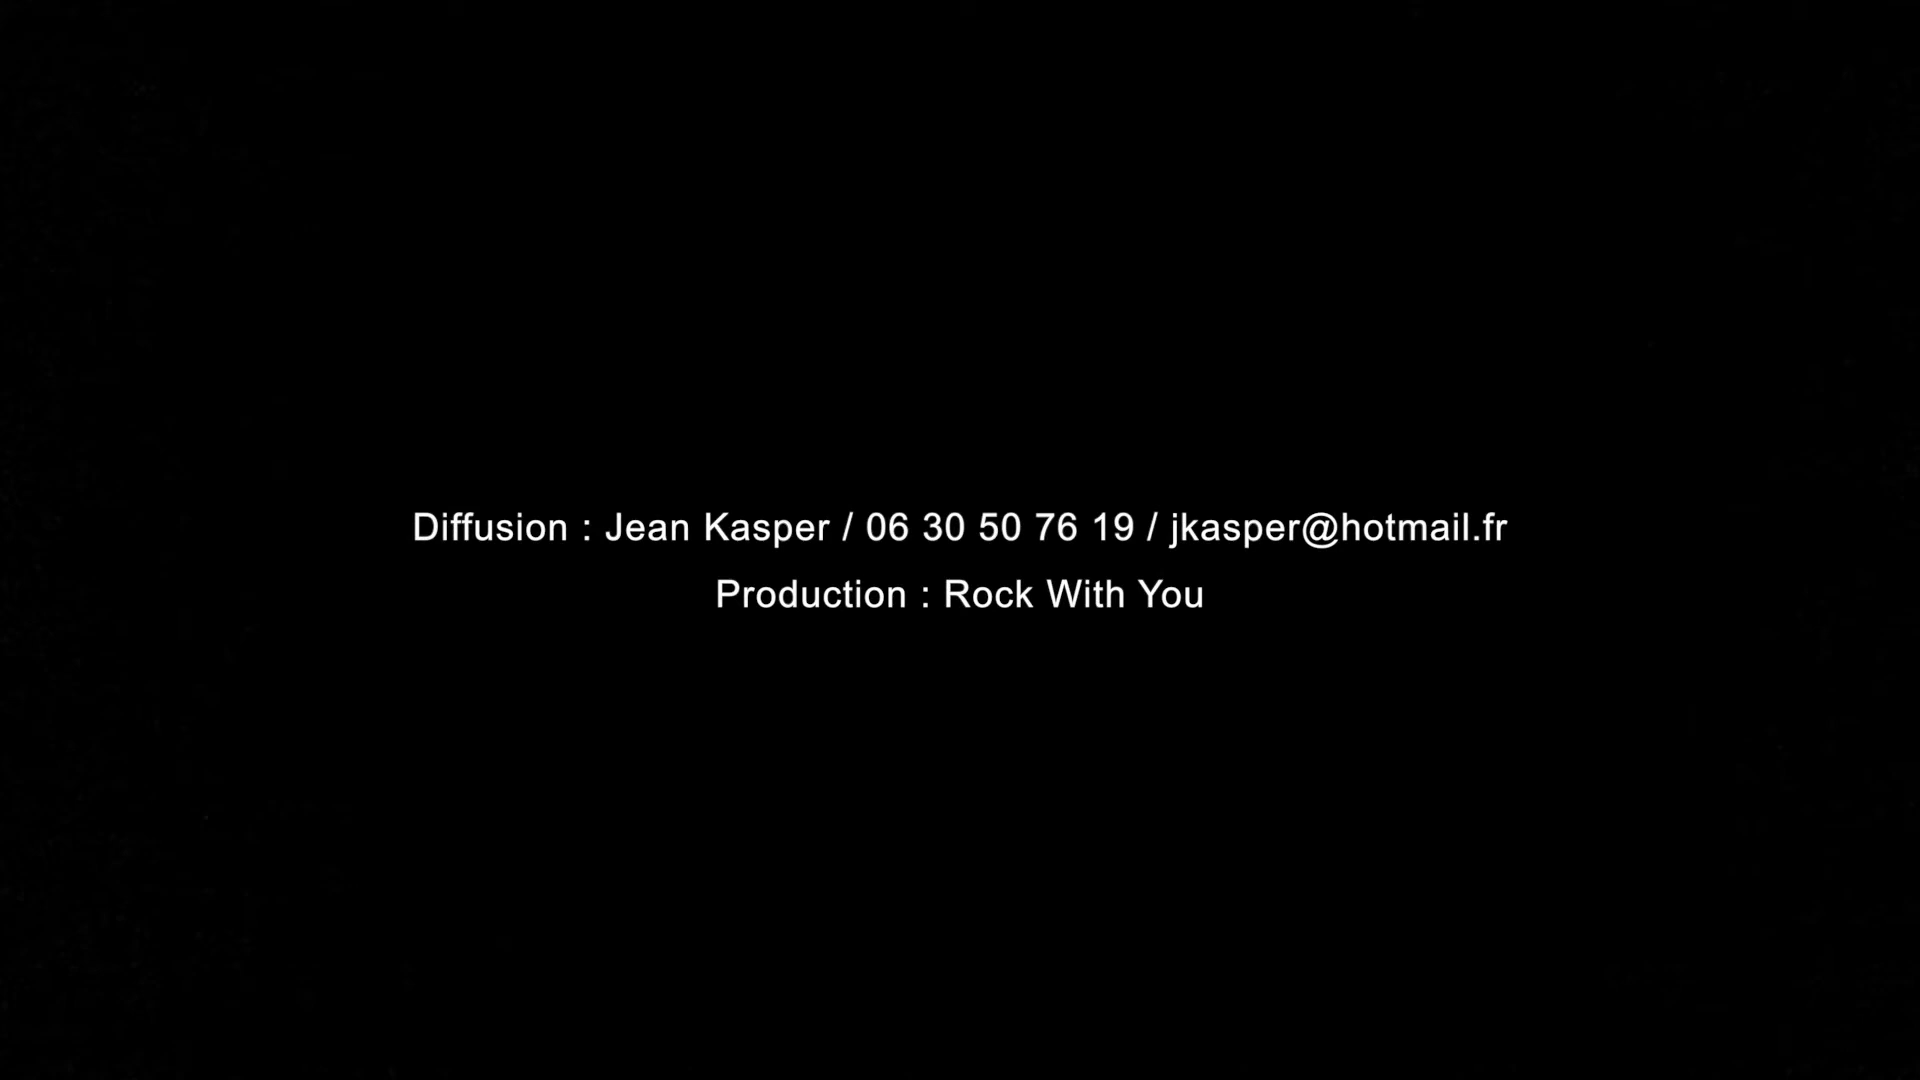 Diffusion : Jean Kasper / 06 30 50 76 19 / jkasper@hotmail.fr
Production : Rock With You